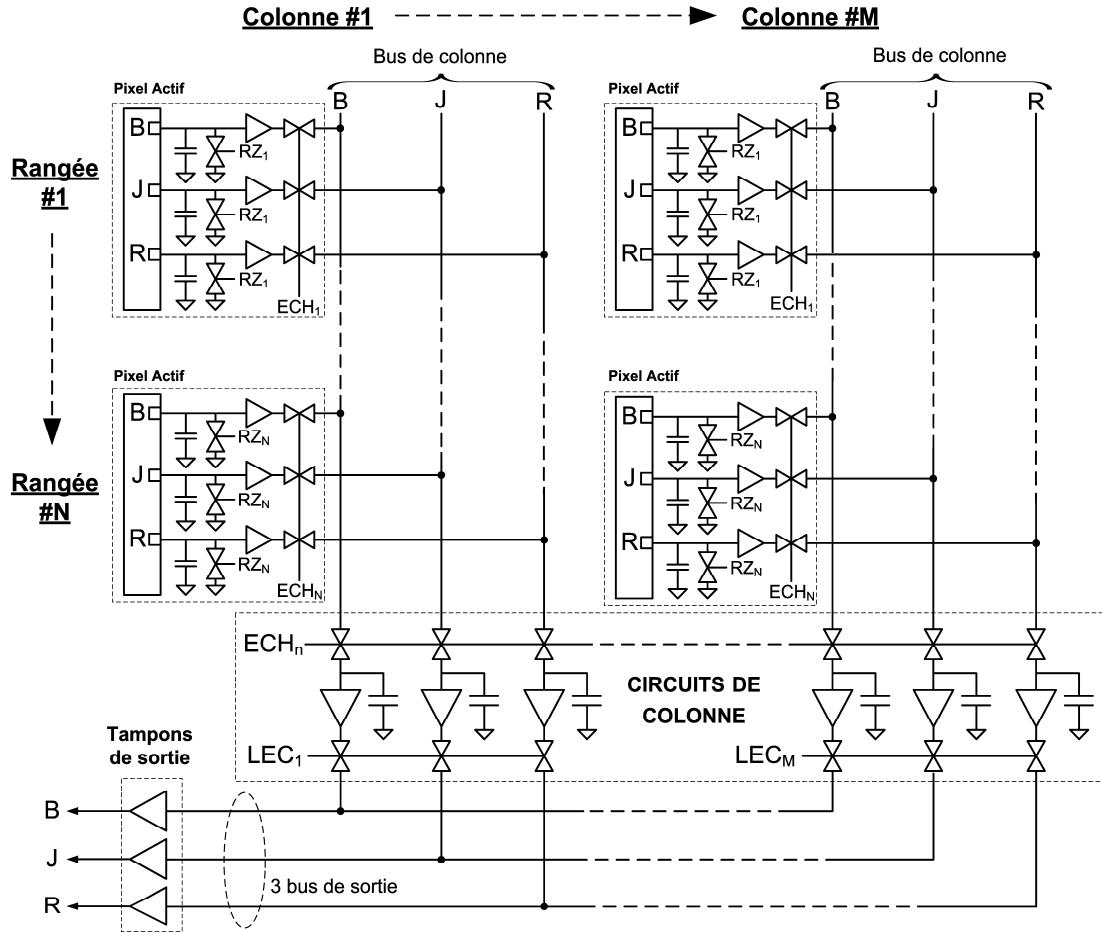 Colonne #1
Colonne #M
Bus de colonne
Bus de colonne
B J R
B J R
Pixel Actif
Pixel Actif
Rangée
#1
B
RZ1
J
RZ1
R
RZ1
ECH1
B
RZ1
J
RZ1
R
RZ1
ECH1
Pixel Actif
Pixel Actif
Rangée
#N
B
RZN
J
RZN
R
RZN
ECHN
B
RZN
J
RZN
R
RZN
ECHN
ECHn
CIRCUITS DE
COLONNE
LEC1
LECM
Tampons
de sortie
B
J
R
3 bus de sortie